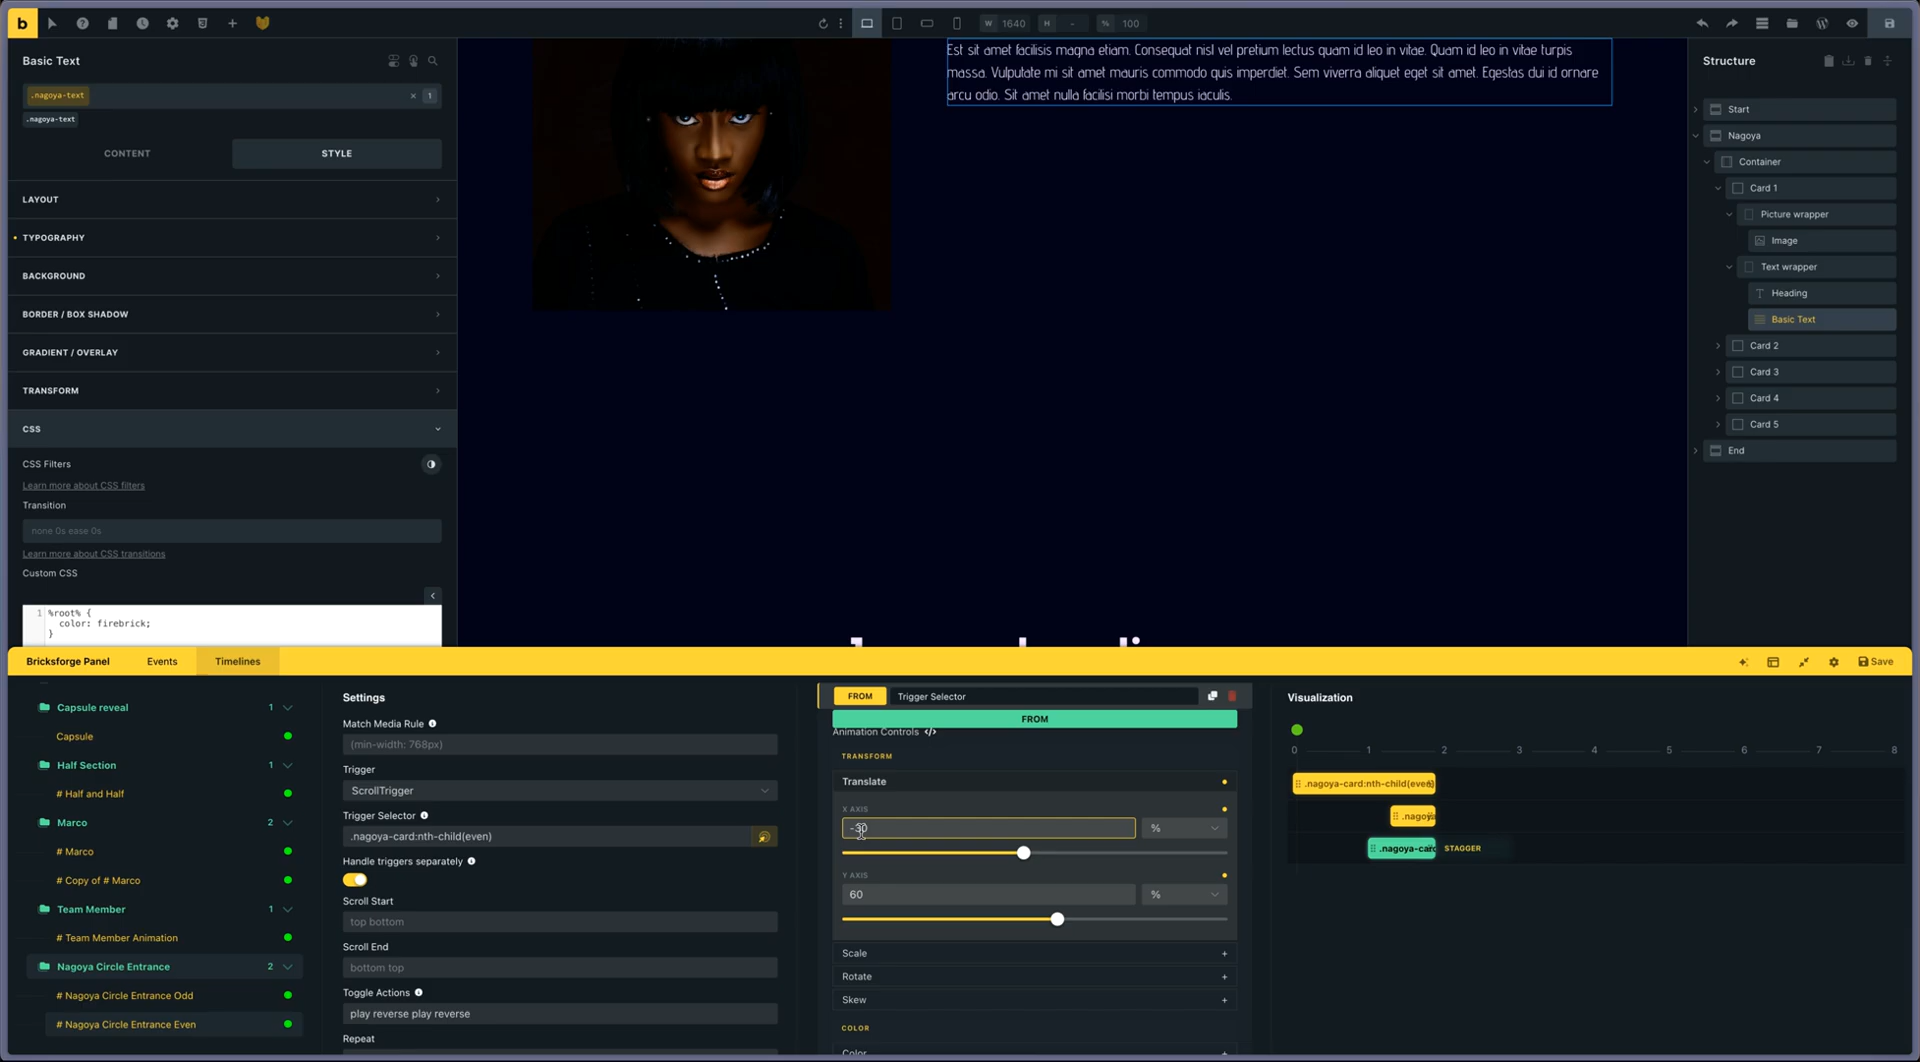 b
W 1640 H - % 100
Basic Text
.nagoya-text × 1
.nagoya-text
CONTENT STYLE
LAYOUT
TYPOGRAPHY
BACKGROUND
BORDER / BOX SHADOW
GRADIENT / OVERLAY
TRANSFORM
CSS
CSS Filters
Learn more about CSS filters
Transition
none 0s ease 0s
Learn more about CSS transitions
Custom CSS
1 %root% {
color: firebrick;
}
Est sit amet facilisis magna etiam. Consequat nisl vel pretium lectus quam id leo in vitae. Quam id leo in vitae turpis
massa. Vulputate mi sit amet mauris commodo quis imperdiet. Sem viverra aliquet eget sit amet. Egestas dui id ornare
arcu odio. Sit amet nulla facilisi morbi tempus iaculis.
Structure
Start
Nagoya
Container
Card 1
Picture wrapper
Image
Text wrapper
Heading
Basic Text
Card 2
Card 3
Card 4
Card 5
End
Bricksforge Panel Events Timelines Save
Capsule reveal 1
Capsule
Half Section 1
# Half and Half
Marco 2
# Marco
# Copy of # Marco
Team Member 1
# Team Member Animation
Nagoya Circle Entrance 2
# Nagoya Circle Entrance Odd
# Nagoya Circle Entrance Even
Settings
Match Media Rule
(min-width: 768px)
Trigger
ScrollTrigger
Trigger Selector
.nagoya-card:nth-child(even)
Handle triggers separately
Scroll Start
top bottom
Scroll End
bottom top
Toggle Actions
play reverse play reverse
Repeat
FROM Trigger Selector
FROM
Animation Controls </>
TRANSFORM
Translate
X AXIS
-30 %
Y AXIS
60 %
Scale +
Rotate +
Skew +
COLOR
Color
Visualization
0 1 2 3 4 5 6 7 8
.nagoya-card:nth-child(even)
.nagoya
.nagoya-card STAGGER